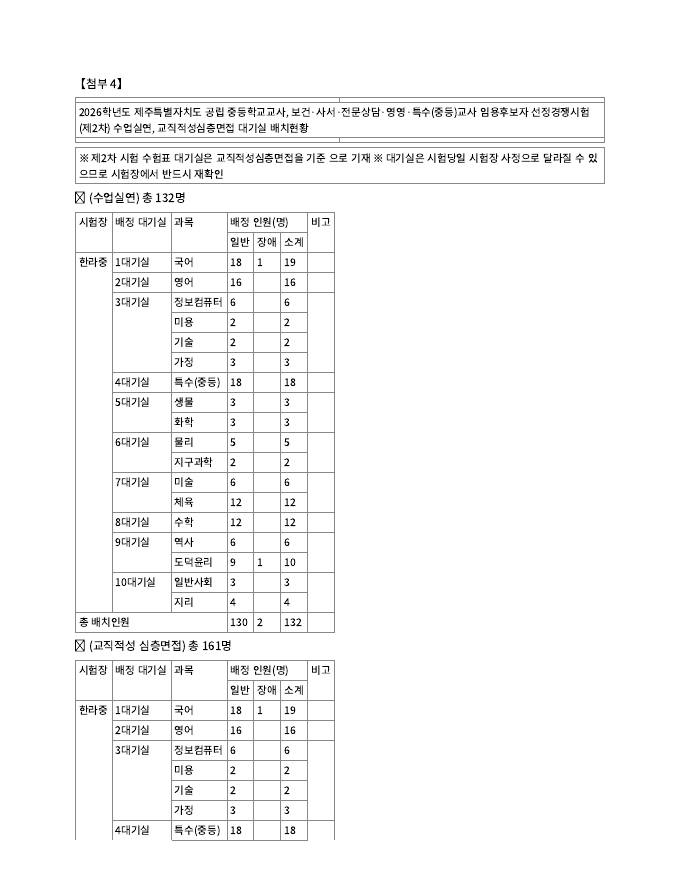 【첨부 4】
2026학년도 제주특별자치도 공립 중등학교교사, 보건·사서·전문상담·영영·특수(중등)교사 임용후보자 선정경쟁시험
(제2차) 수업실연, 교직적성심층면접 대기실 배치현황
※ 제2차 시험 수험표 대기실은 교직적성심층면접을 기준 으로 기재 ※ 대기실은 시험당일 시험장 사정으로 달라질 수 있
으므로 시험장에서 반드시 재확인
(수업실연) 총 132명
시험장 배정 대기실 과목 배정 인원(명) 비고
일반 장애 소계
한라중 1대기실 국어 18 1 19
2대기실 영어 16 16
3대기실 정보컴퓨터 6 6
미용 2 2
기술 2 2
가정 3 3
4대기실 특수(중등) 18 18
5대기실 생물 3 3
화학 3 3
6대기실 물리 5 5
지구과학 2 2
7대기실 미술 6 6
체육 12 12
8대기실 수학 12 12
9대기실 역사 6 6
도덕윤리 9 1 10
10대기실 일반사회 3 3
지리 4 4
총 배치인원 130 2 132
(교직적성 심층면접) 총 161명
시험장 배정 대기실 과목 배정 인원(명) 비고
일반 장애 소계
한라중 1대기실 국어 18 1 19
2대기실 영어 16 16
3대기실 정보컴퓨터 6 6
미용 2 2
기술 2 2
가정 3 3
4대기실 특수(중등) 18 18